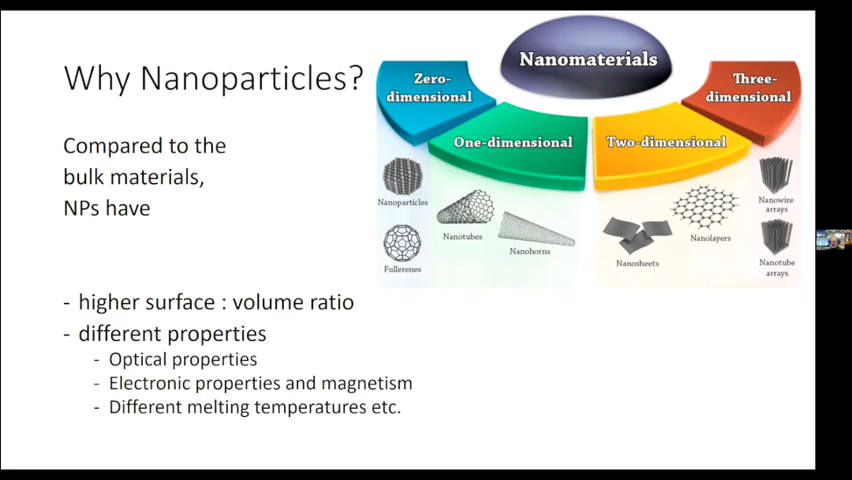 Why Nanoparticles?
Compared to the
bulk materials,
NPs have
- higher surface : volume ratio
- different properties
- Optical properties
- Electronic properties and magnetism
- Different melting temperatures etc.
Nanomaterials
Zero-
dimensional
One-dimensional
Two-dimensional
Three-
dimensional
Nanoparticles
Fullerenes
Nanotubes
Nanohorns
Nanosheets
Nanolayers
Nanowire
arrays
Nanotube
arrays